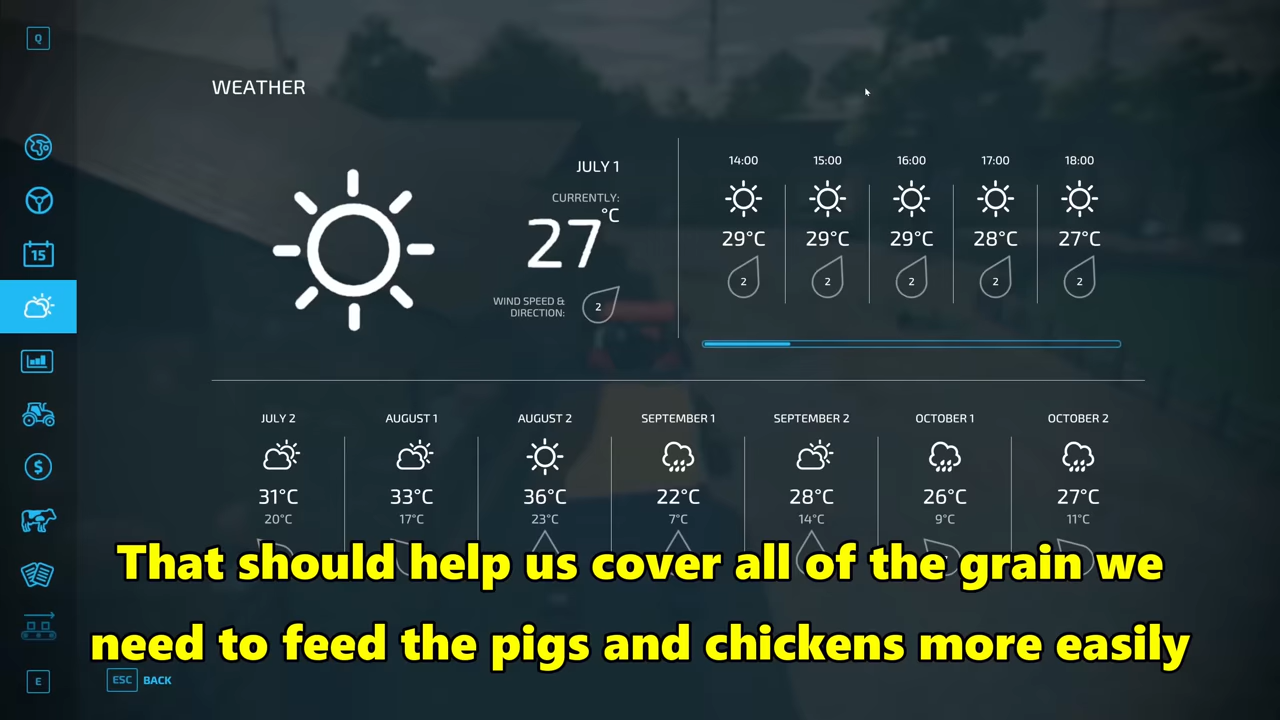 Q
WEATHER
JULY 1
CURRENTLY:
27°C
WIND SPEED &
DIRECTION:
2
14:00 15:00 16:00 17:00 18:00
29°C 29°C 29°C 28°C 27°C
2 2 2 2 2
15
$
JULY 2 AUGUST 1 AUGUST 2 SEPTEMBER 1 SEPTEMBER 2 OCTOBER 1 OCTOBER 2
31°C 33°C 36°C 22°C 28°C 26°C 27°C
20°C 17°C 23°C 7°C 14°C 9°C 11°C
That should help us cover all of the grain we
need to feed the pigs and chickens more easily
E
ESC BACK